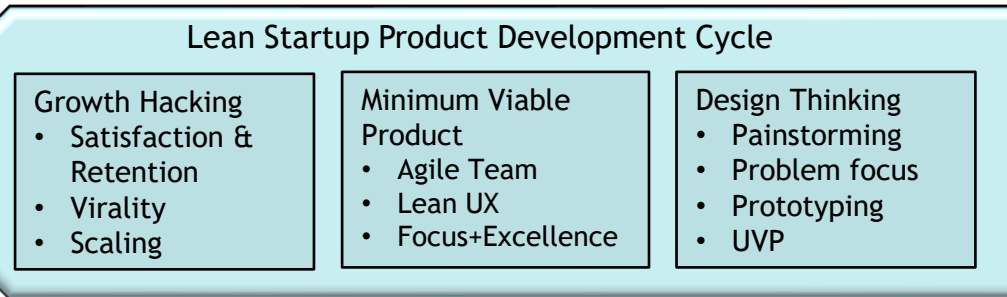 Lean Startup Product Development Cycle
Growth Hacking
• Satisfaction &
Retention
• Virality
• Scaling
Minimum Viable
Product
• Agile Team
• Lean UX
• Focus+Excellence
Design Thinking
• Painstorming
• Problem focus
• Prototyping
• UVP